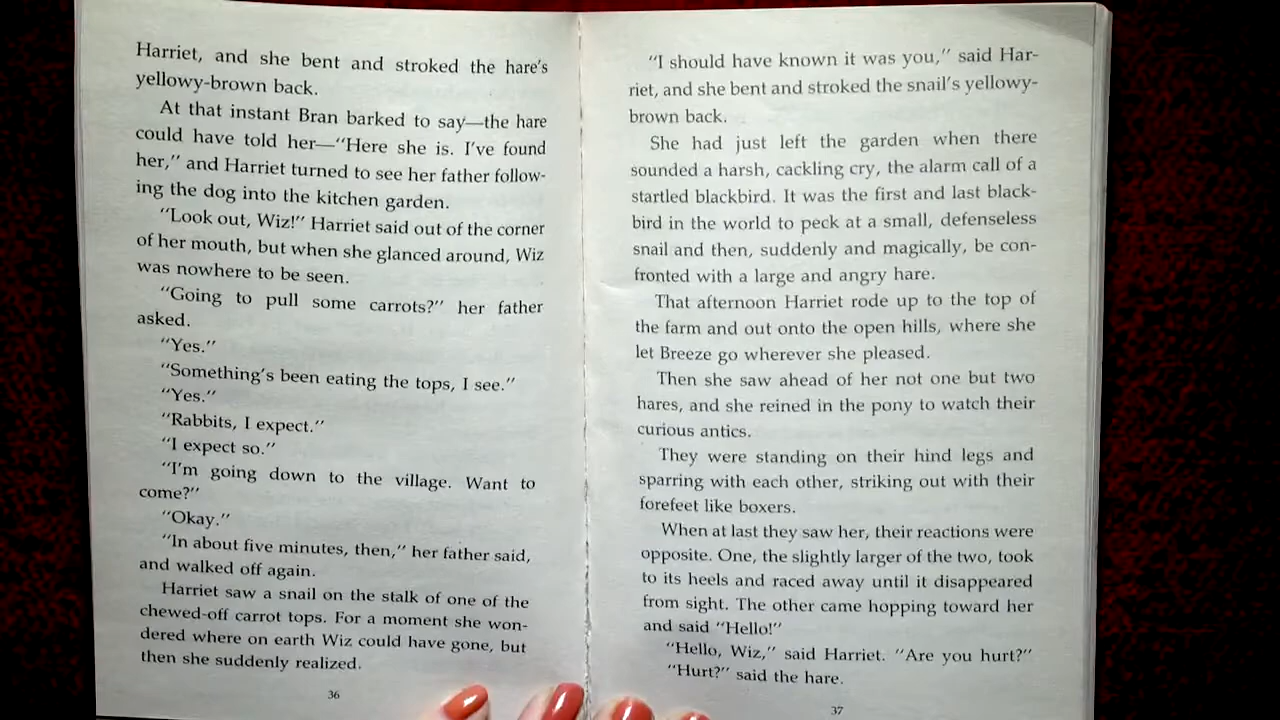 Harriet, and she bent and stroked the hare's
yellowy-brown back.
At that instant Bran barked to say—the hare
could have told her—"Here she is. I've found
her," and Harriet turned to see her father follow-
ing the dog into the kitchen garden.
"Look out, Wiz!" Harriet said out of the corner
of her mouth, but when she glanced around, Wiz
was nowhere to be seen.
"Going to pull some carrots?" her father
asked.
"Yes."
"Something's been eating the tops, I see."
"Yes."
"Rabbits, I expect."
"I expect so."
"I'm going down to the village. Want to
come?"
"Okay."
"In about five minutes, then," her father said,
and walked off again.
Harriet saw a snail on the stalk of one of the
chewed-off carrot tops. For a moment she won-
dered where on earth Wiz could have gone, but
then she suddenly realized.
36
"I should have known it was you," said Har-
riet, and she bent and stroked the snail's yellowy-
brown back.
She had just left the garden when there
sounded a harsh, cackling cry, the alarm call of a
startled blackbird. It was the first and last black-
bird in the world to peck at a small, defenseless
snail and then, suddenly and magically, be con-
fronted with a large and angry hare.
That afternoon Harriet rode up to the top of
the farm and out onto the open hills, where she
let Breeze go wherever she pleased.
Then she saw ahead of her not one but two
hares, and she reined in the pony to watch their
curious antics.
They were standing on their hind legs and
sparring with each other, striking out with their
forefeet like boxers.
When at last they saw her, their reactions were
opposite. One, the slightly larger of the two, took
to its heels and raced away until it disappeared
from sight. The other came hopping toward her
and said "Hello!"
"Hello, Wiz," said Harriet. "Are you hurt?"
"Hurt?" said the hare.
37